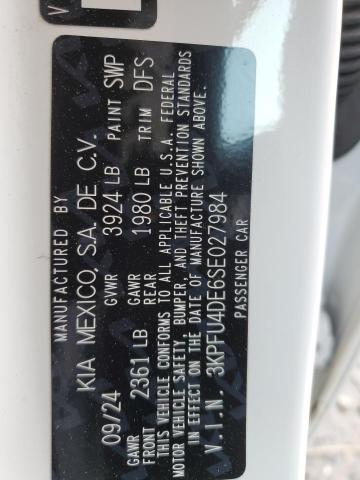 MANUFACTURED BY
KIA MEXICO, S.A. DE C.V.
09/24 GVWR 3924 LB PAINT SWP
GAWR FRONT 2361 LB GAWR REAR 1980 LB TRIM DFS
THIS VEHICLE CONFORMS TO ALL APPLICABLE U.S.A. FEDERAL
MOTOR VEHICLE SAFETY, BUMPER, AND THEFT PREVENTION STANDARDS
IN EFFECT ON THE DATE OF MANUFACTURE SHOWN ABOVE.
V.I.N. 3KPFU4DE6SE027984
PASSENGER CAR
V